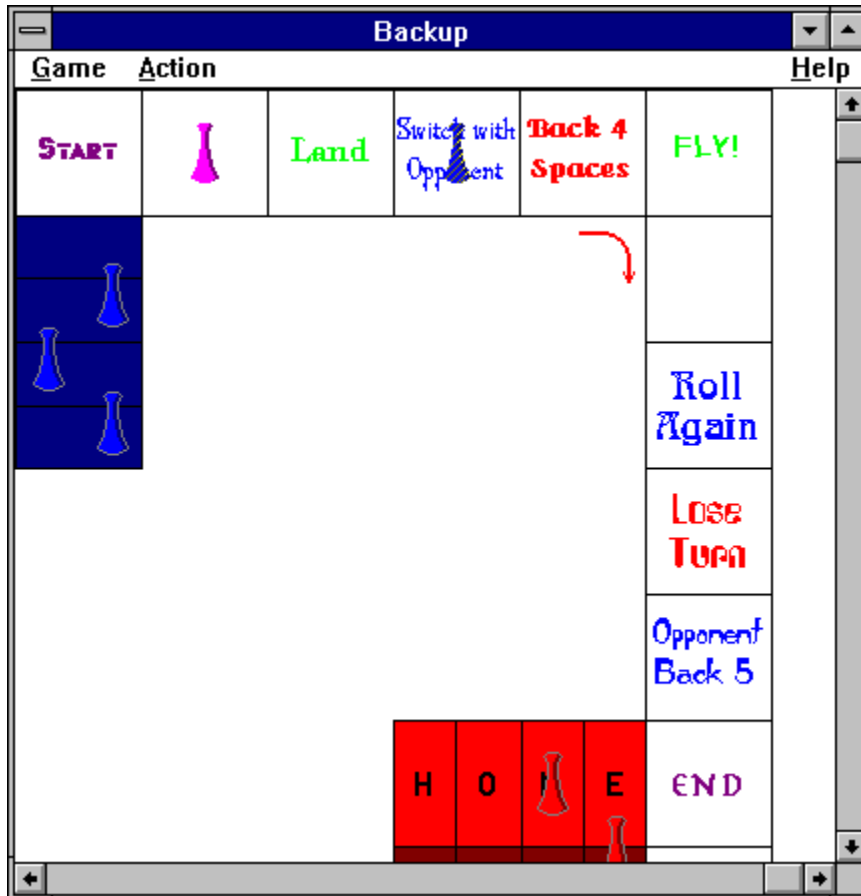 Backup
Game Action Help
START
Land
Switch with
Opponent
Back 4
Spaces
FLY!
Roll
Again
Lose
Turn
Opponent
Back 5
H O M E
END